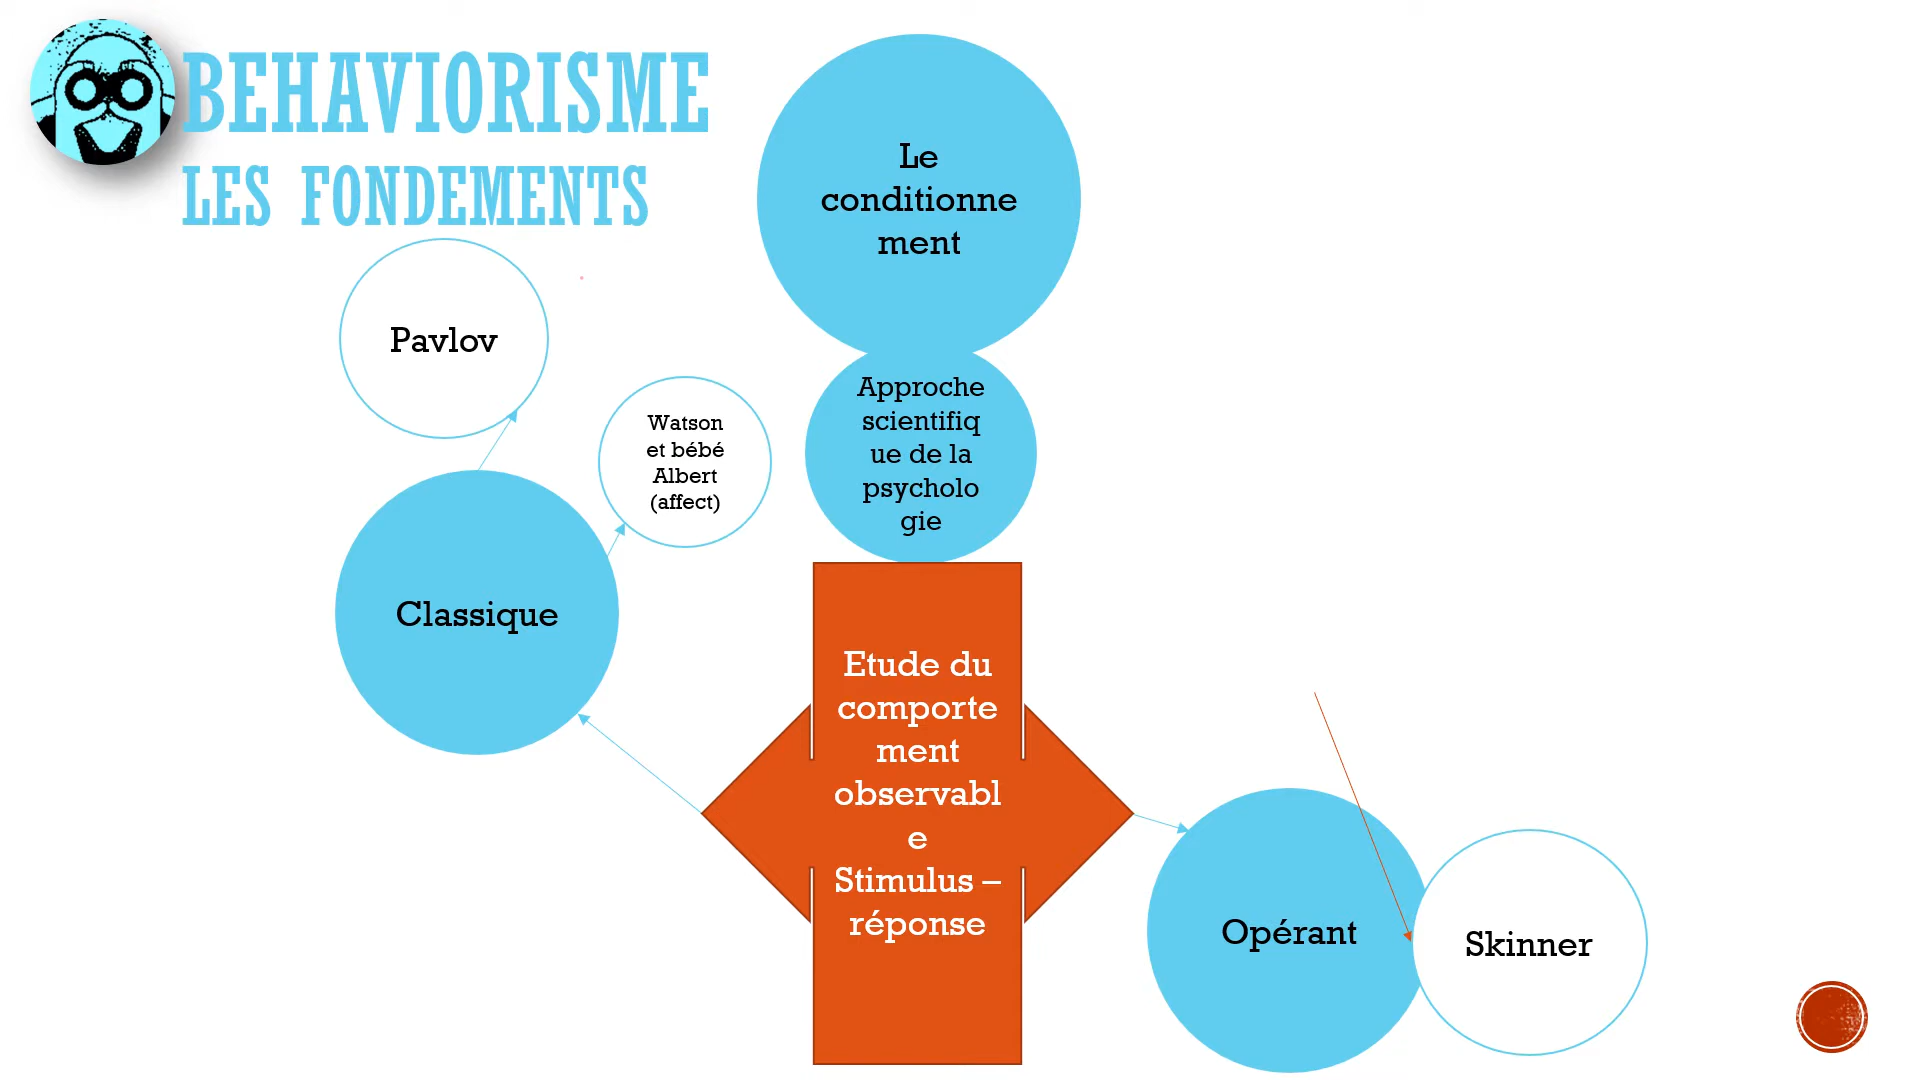 BEHAVIORISME
LES FONDEMENTS
Le
conditionne
ment
Pavlov
Approche
scientifiq
ue de la
psycholo
gie
Watson
et bébé
Albert
(affect)
Classique
Etude du
comporte
ment
observabl
e
Stimulus –
réponse
Opérant
Skinner